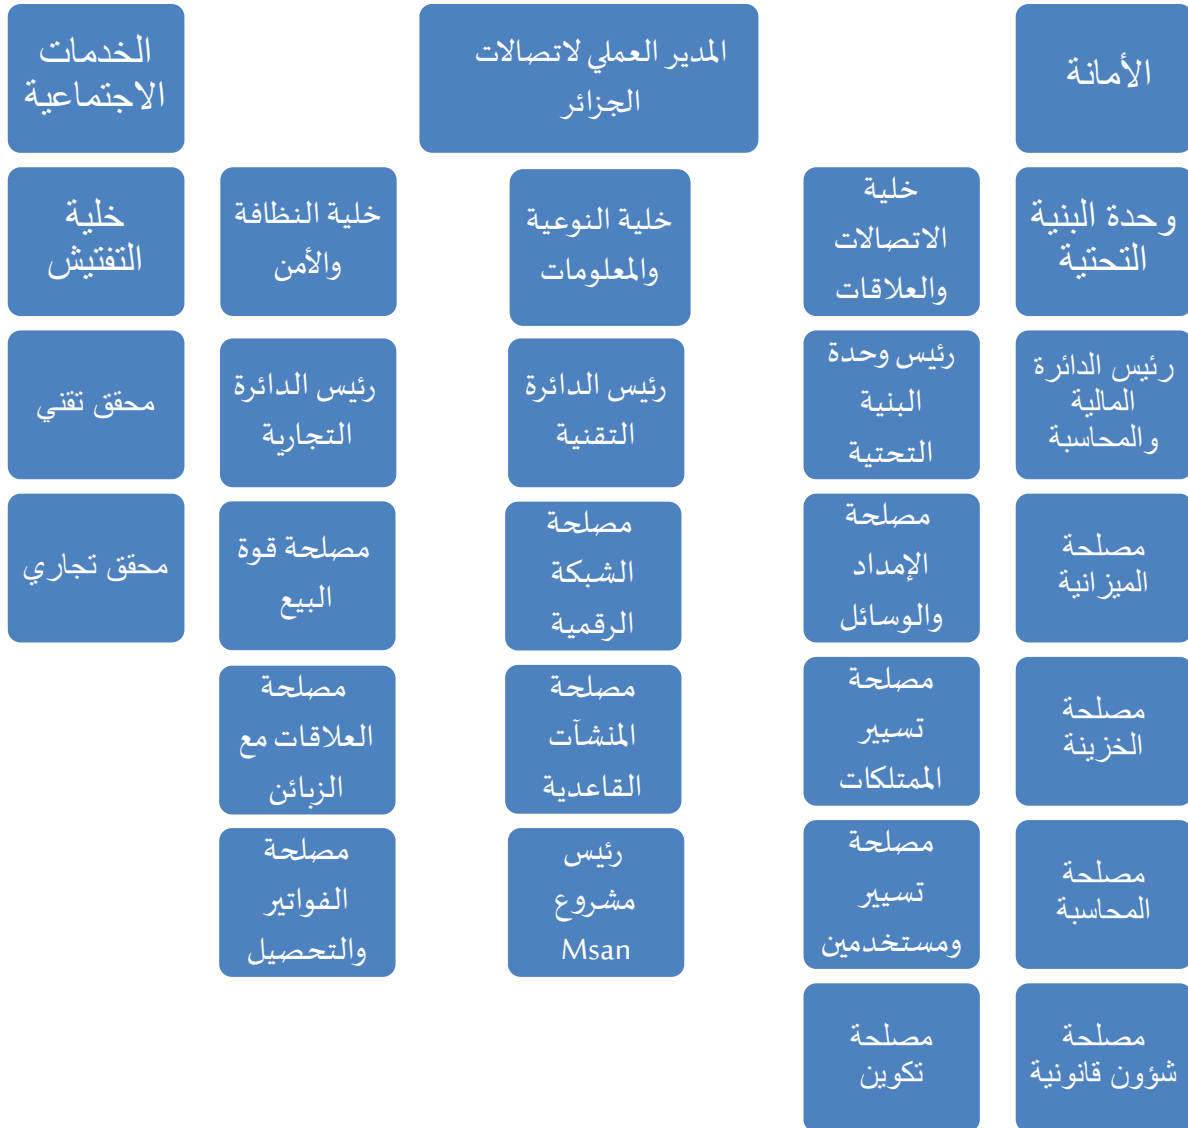 الأمانة
المدير العملي لاتصالات
الجزائر
الخدمات
الاجتماعية
وحدة البنية
التحتية
خلية
الاتصالات
والعلاقات
خلية النوعية
والمعلومات
خلية النظافة
والأمن
خلية
التفتيش
رئيس الدائرة
المالية
والمحاسبة
رئيس وحدة
البنية
التحتية
رئيس الدائرة
التقنية
رئيس الدائرة
التجارية
محقق تقني
مصلحة
الميزانية
مصلحة
الإمداد
والوسائل
مصلحة
الشبكة
الرقمية
مصلحة قوة
البيع
محقق تجاري
مصلحة
الخزينة
مصلحة
تسيير
الممتلكات
مصلحة
المنشآت
القاعدية
مصلحة
العلاقات مع
الزبائن
مصلحة
المحاسبة
مصلحة
تسيير
ومستخدمين
رئيس
مشروع
Msan
مصلحة
الفواتير
والتحصيل
مصلحة
شؤون قانونية
مصلحة
تكوين